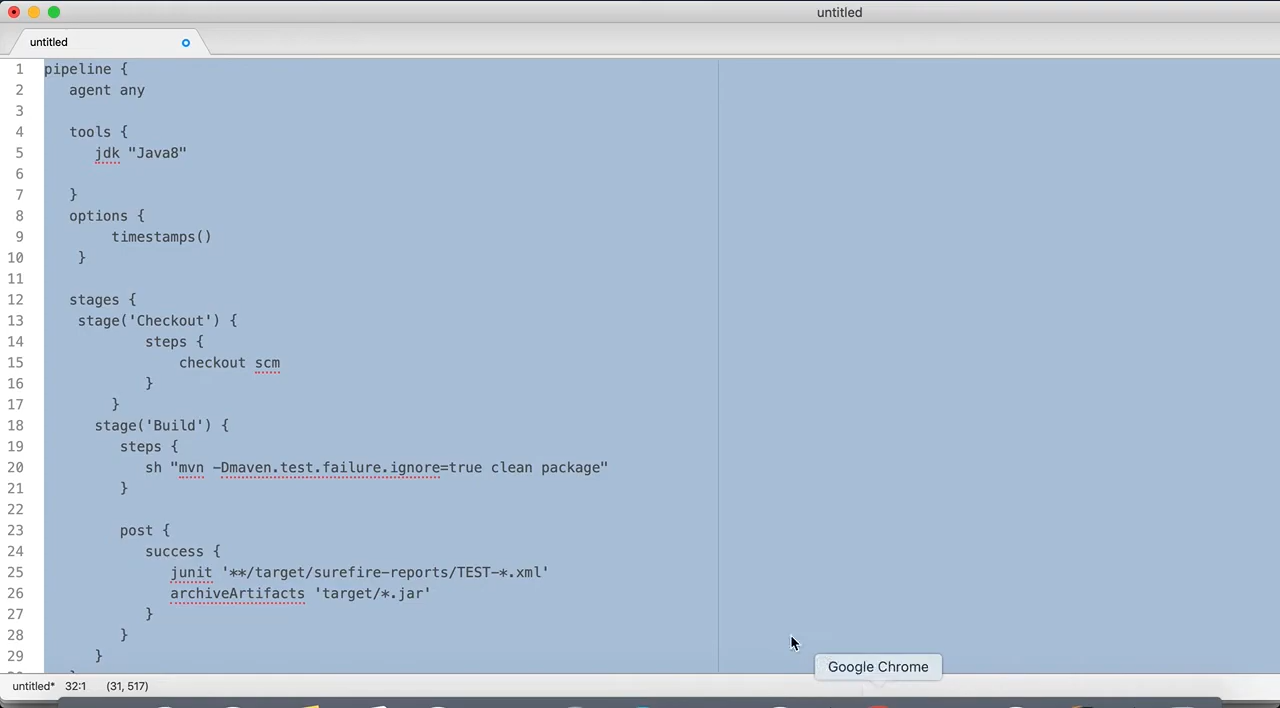 untitled
untitled
1 pipeline {
2 agent any
3
4 tools {
5 jdk "Java8"
6
7 }
8 options {
9 timestamps()
10 }
11
12 stages {
13 stage('Checkout') {
14 steps {
15 checkout scm
16 }
17 }
18 stage('Build') {
19 steps {
20 sh "mvn -Dmaven.test.failure.ignore=true clean package"
21 }
22
23 post {
24 success {
25 junit '**/target/surefire-reports/TEST-*.xml'
26 archiveArtifacts 'target/*.jar'
27 }
28 }
29 }
Google Chrome
untitled* 32:1 (31, 517)